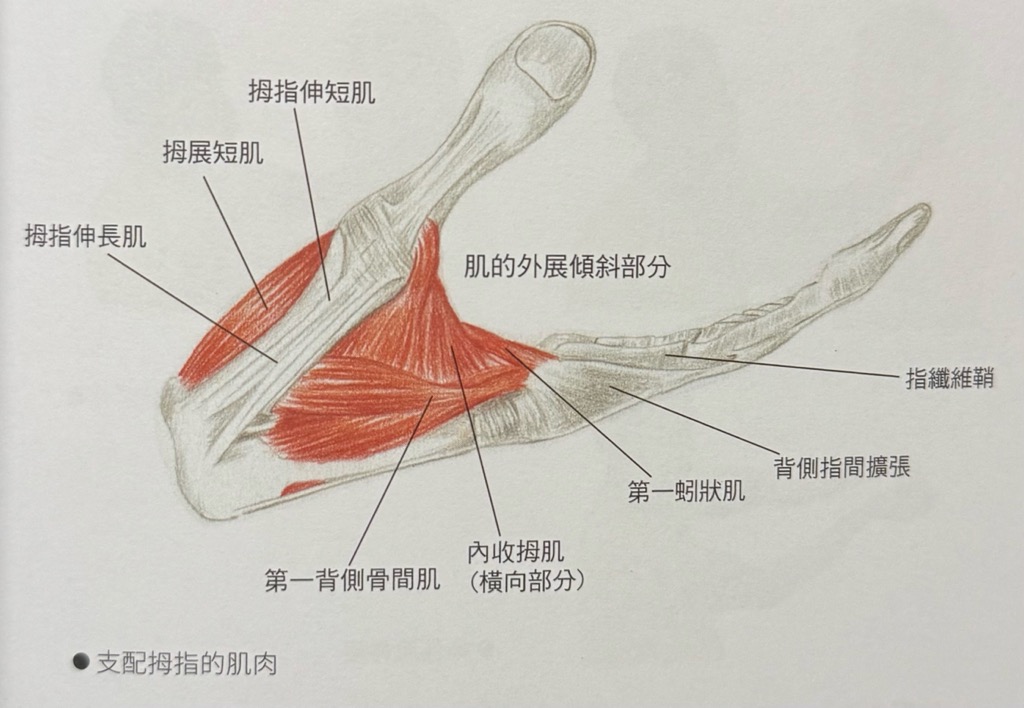 拇指伸短肌
拇展短肌
拇指伸長肌
肌的外展傾斜部分
指纖維鞘
背側指間擴張
第一蚓狀肌
內收拇肌
（橫向部分）
第一背側骨間肌
●支配拇指的肌肉